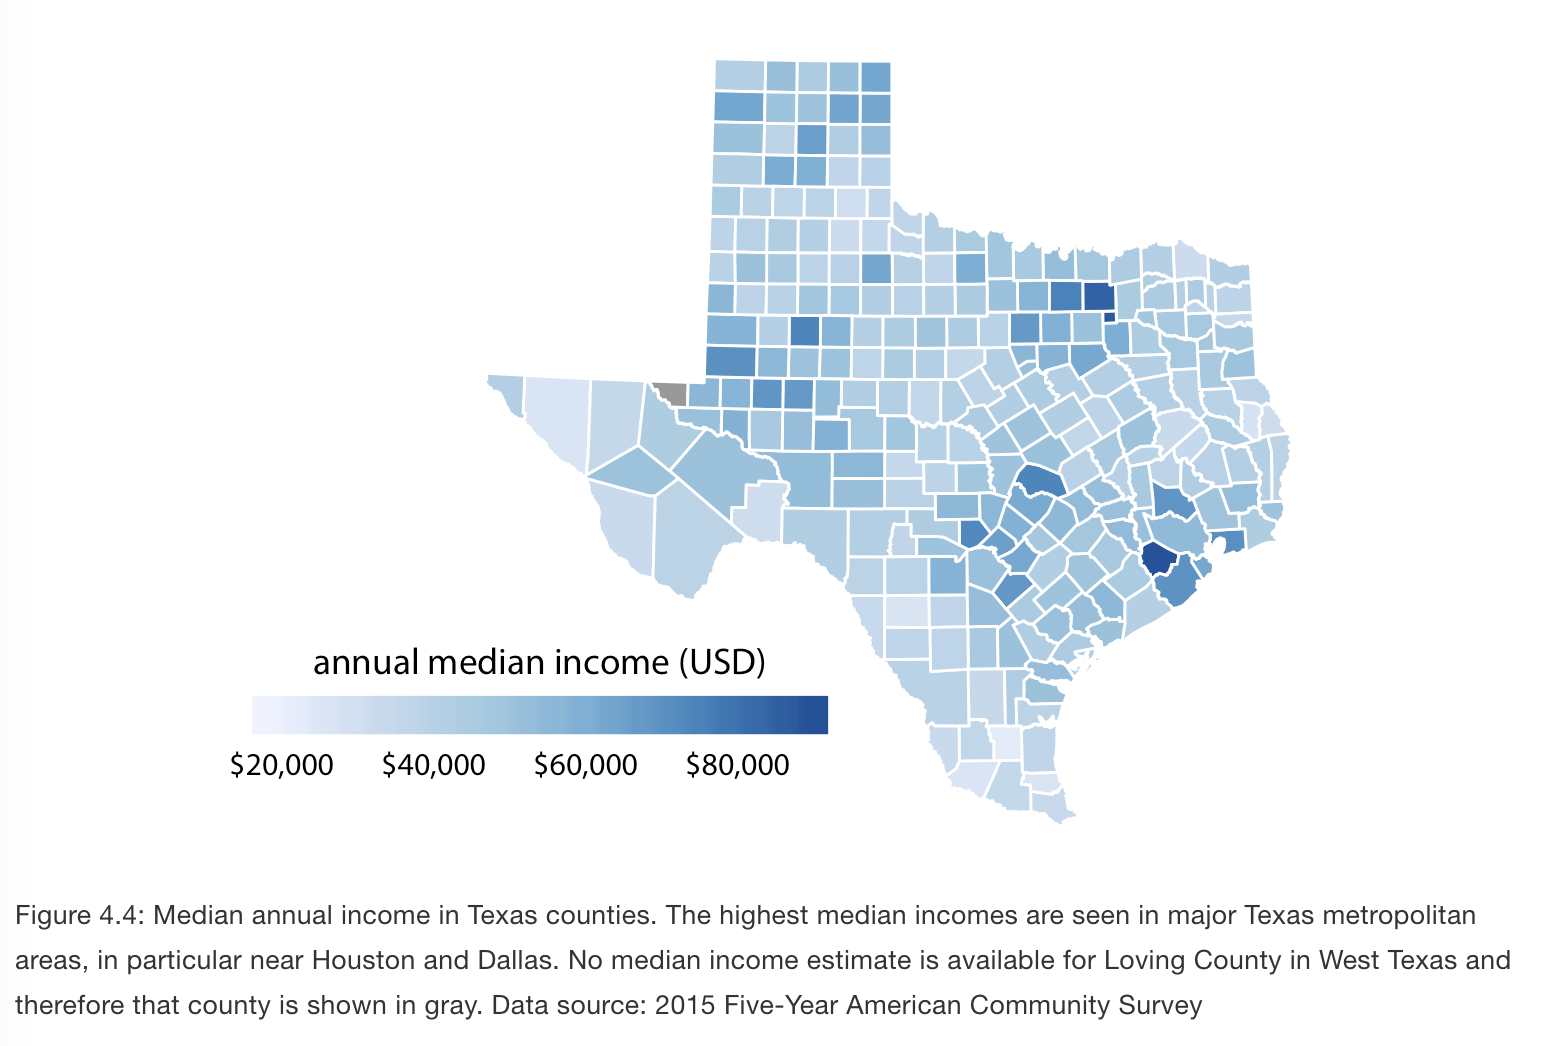 annual median income (USD)
$20,000 $40,000 $60,000 $80,000
Figure 4.4: Median annual income in Texas counties. The highest median incomes are seen in major Texas metropolitan
areas, in particular near Houston and Dallas. No median income estimate is available for Loving County in West Texas and
therefore that county is shown in gray. Data source: 2015 Five-Year American Community Survey